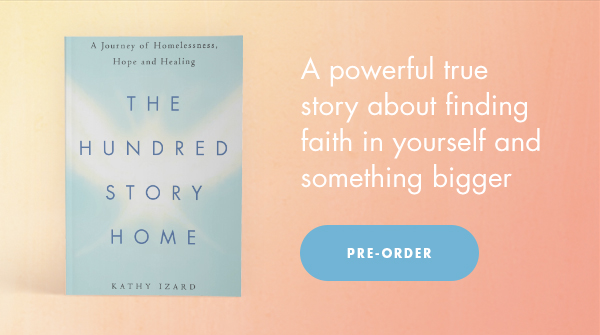 A Journey of Homelessness,
Hope and Healing
THE
HUNDRED
STORY
HOME
KATHY IZARD
A powerful true
story about finding
faith in yourself and
something bigger
PRE-ORDER